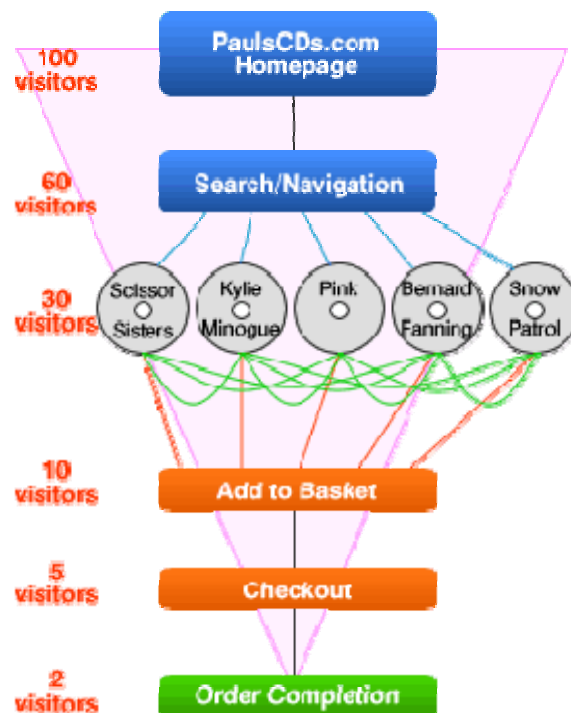 PaulsCDs.com
Homepage
100
visitors
60
visitors
Search/Navigation
30
visitors
Scissor
Sisters
Kylie
Minogue
Pink
Bernard
Fanning
Snow
Patrol
10
visitors
Add to Basket
5
visitors
Checkout
2
visitors
Order Completion